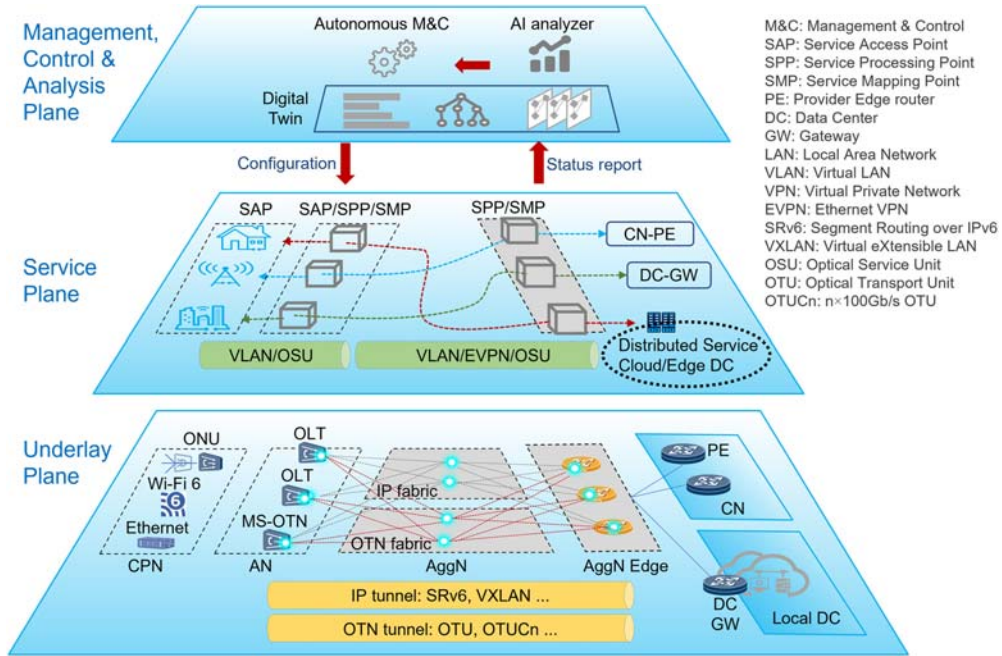 Management,
Control &
Analysis
Plane
Autonomous M&C
AI analyzer
Digital
Twin
Configuration
Status report
Service
Plane
SAP
SAP/SPP/SMP
SPP/SMP
CN-PE
DC-GW
Distributed Service
Cloud/Edge DC
VLAN/OSU
VLAN/EVPN/OSU
Underlay
Plane
ONU
Wi-Fi 6
6
Ethernet
CPN
OLT
OLT
MS-OTN
AN
IP fabric
OTN fabric
AggN
AggN Edge
PE
CN
DC
GW
Local DC
IP tunnel: SRv6, VXLAN ...
OTN tunnel: OTU, OTUCn ...
M&C: Management & Control
SAP: Service Access Point
SPP: Service Processing Point
SMP: Service Mapping Point
PE: Provider Edge router
DC: Data Center
GW: Gateway
LAN: Local Area Network
VLAN: Virtual LAN
VPN: Virtual Private Network
EVPN: Ethernet VPN
SRv6: Segment Routing over IPv6
VXLAN: Virtual eXtensible LAN
OSU: Optical Service Unit
OTU: Optical Transport Unit
OTUCn: n×100Gb/s OTU